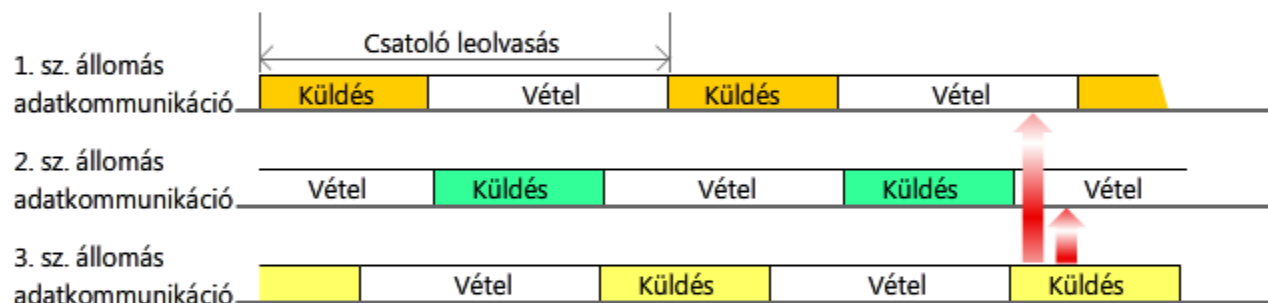 Csatoló leolvasás
1. sz. állomás
adatkommunikáció
Küldés Vétel Küldés Vétel
2. sz. állomás
adatkommunikáció
Vétel Küldés Vétel Küldés Vétel
3. sz. állomás
adatkommunikáció
Vétel Küldés Vétel Küldés